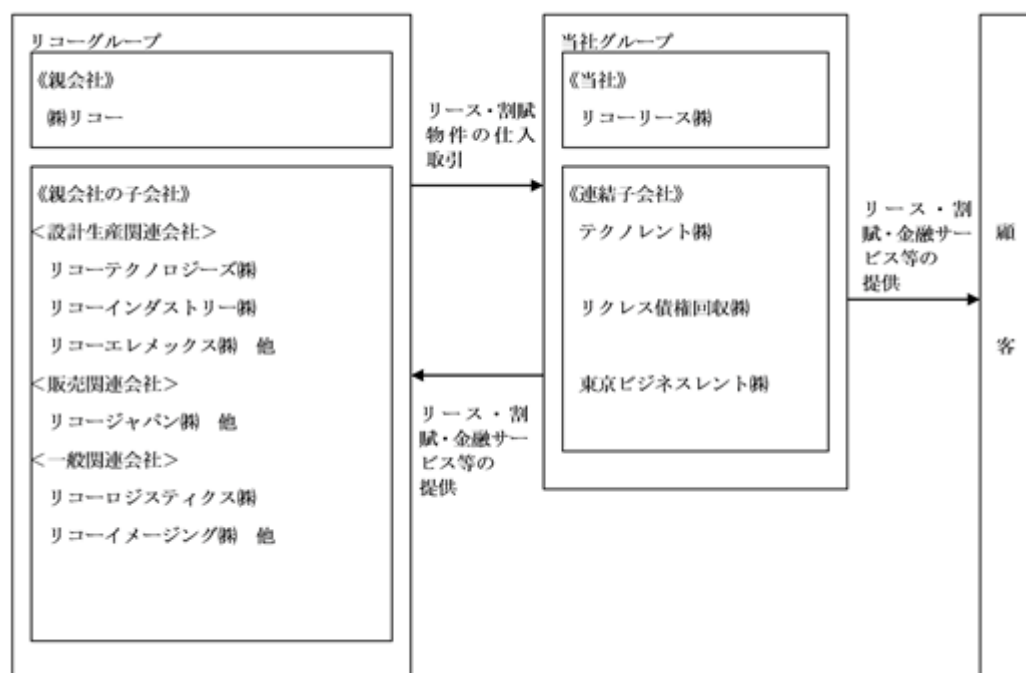 リコーグループ
《親会社》
㈱リコー
《親会社の子会社》
＜設計生産関連会社＞
リコーテクノロジーズ㈱
リコーインダストリー㈱
リコーエレメックス㈱　他
＜販売関連会社＞
リコージャパン㈱　他
＜一般関連会社＞
リコーロジスティクス㈱
リコーイメージング㈱　他
リース・割賦
物件の仕入
取引
リース・割
賦・金融サー
ビス等の
提供
当社グループ
《当社》
リコーリース㈱
《連結子会社》
テクノレント㈱
リクレス債権回収㈱
東京ビジネスレント㈱
リース・割
賦・金融サー
ビス等の
提供
顧
客